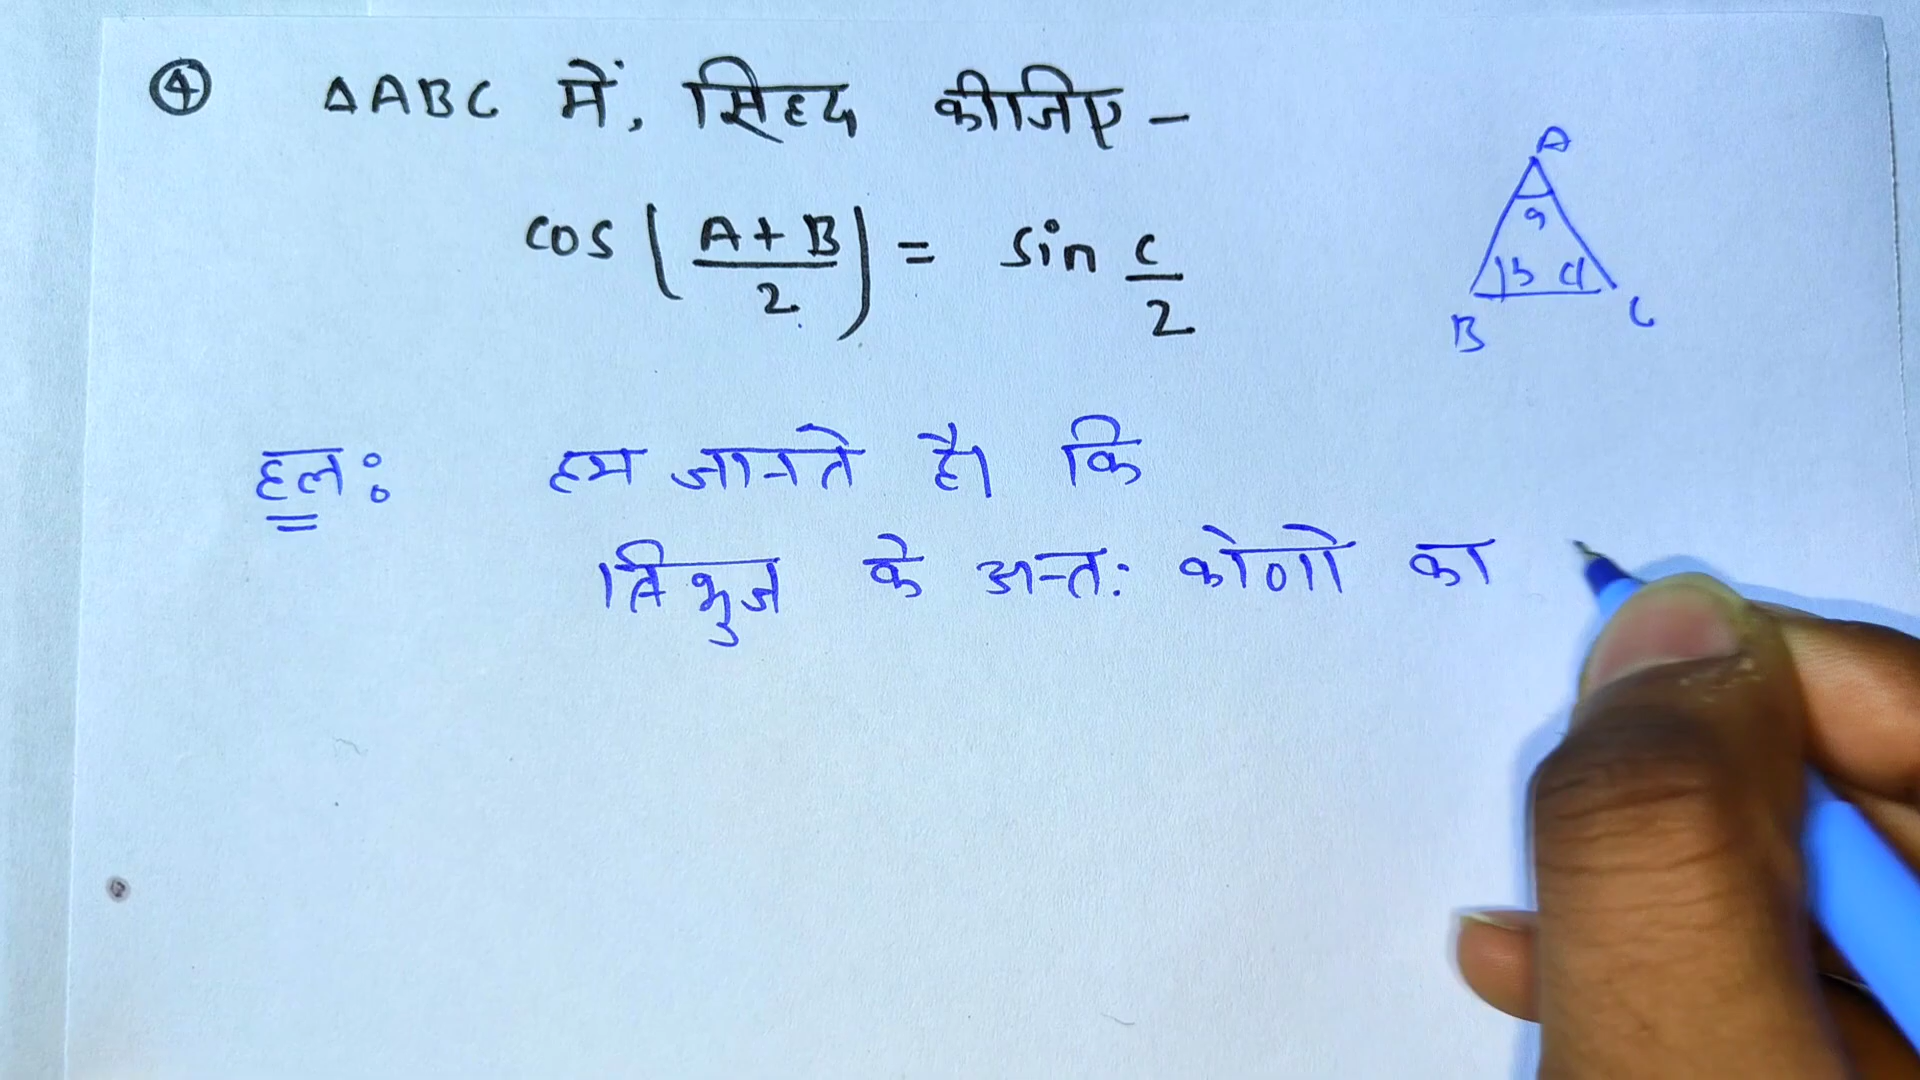 ④ ΔABC में, सिद्ध कीजिए -
cos(A+B/2) = sin C/2
A
B C
हल: हम जानते है। कि
त्रिभुज के अन्त: कोणो का